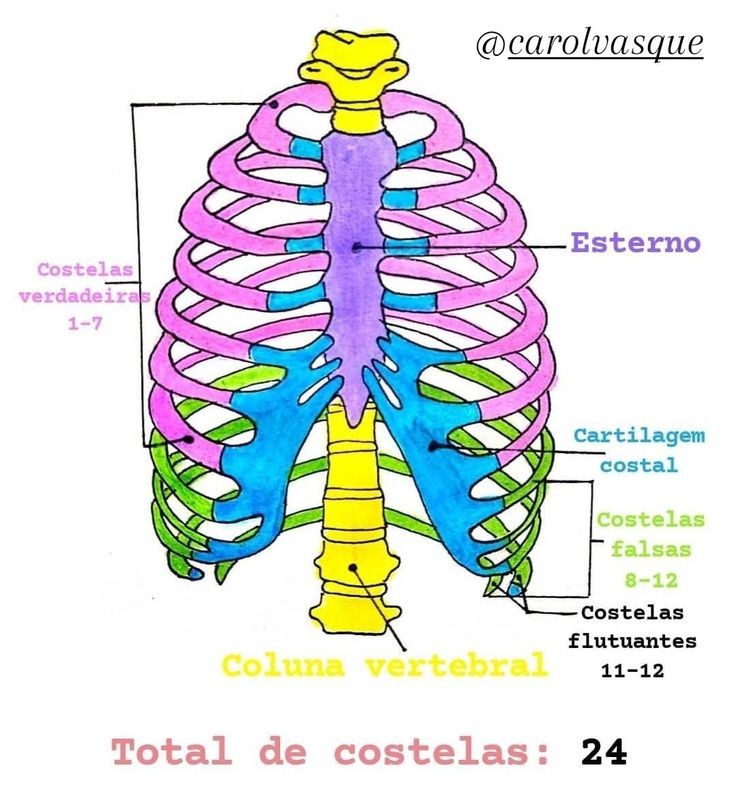 @carolvasque
Esterno
Costelas
verdadeiras
1-7
Cartilagem
costal
Costelas
falsas
8-12
Costelas
flutuantes
11-12
Coluna vertebral
Total de costelas: 24